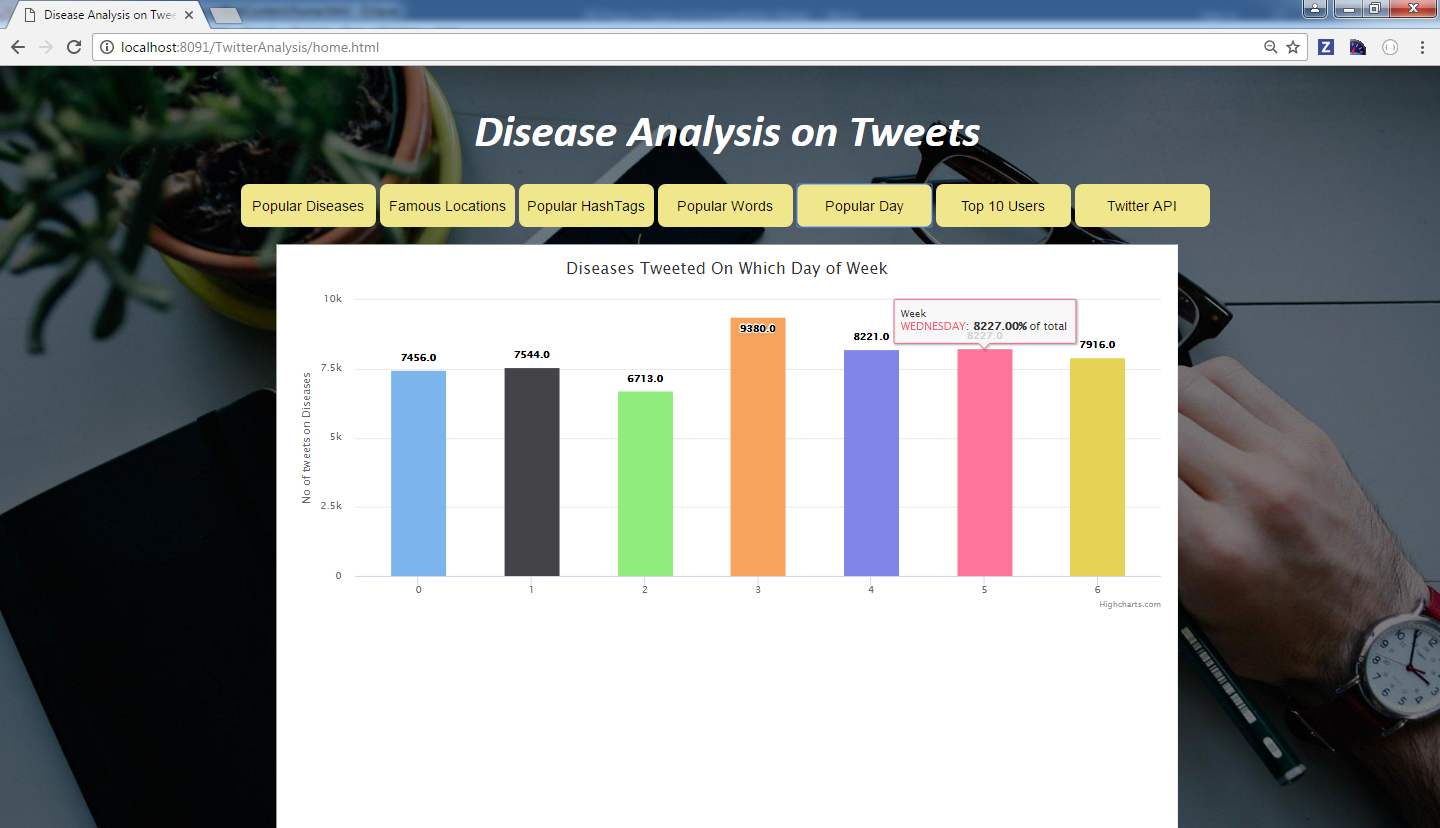 Disease Analysis on Twee
localhost:8091/TwitterAnalysis/home.html
Disease Analysis on Tweets
Popular Diseases
Famous Locations
Popular HashTags
Popular Words
Popular Day
Top 10 Users
Twitter API
Diseases Tweeted On Which Day of Week
No of tweets on Diseases
10k
7.5k
5k
2.5k
0
7456.0
7544.0
6713.0
9380.0
8221.0
8227.0
7916.0
Week
WEDNESDAY: 8227.00% of total
0 1 2 3 4 5 6
Highcharts.com